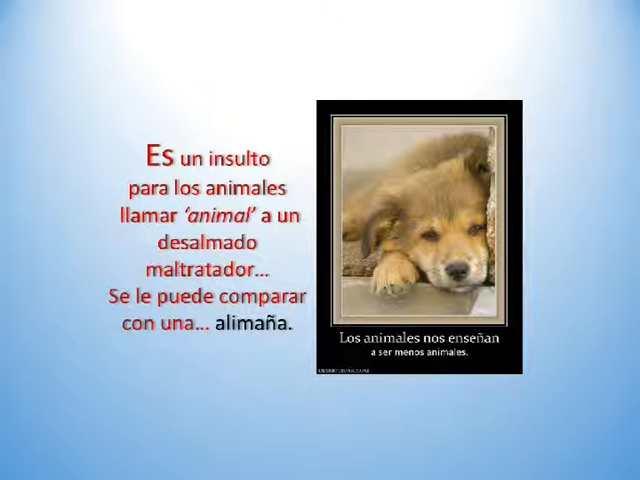 Es un insulto
para los animales
llamar ‘animal’ a un
desalmado
maltratador...
Se le puede comparar
con una... alimaña.
Los animales nos enseñan
a ser menos animales.